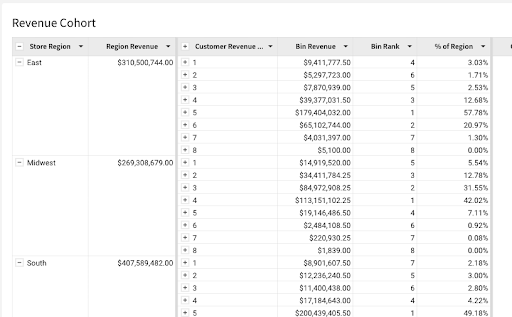 Revenue Cohort
Store Region Region Revenue Customer Revenue ... Bin Revenue Bin Rank % of Region
East $310,500,744.00 1 $9,411,777.50 4 3.03%
2 $5,297,723.00 6 1.71%
3 $7,870,939.00 5 2.53%
4 $39,377,031.50 3 12.68%
5 $179,404,032.00 1 57.78%
6 $65,102,744.00 2 20.97%
7 $4,031,397.00 7 1.30%
8 $5,100.00 8 0.00%
Midwest $269,308,679.00 1 $14,919,520.00 5 5.54%
2 $34,411,784.25 3 12.78%
3 $84,972,908.25 2 31.55%
4 $113,151,102.25 1 42.02%
5 $19,146,486.50 4 7.11%
6 $2,484,108.50 6 0.92%
7 $220,930.25 7 0.08%
8 $1,839.00 8 0.00%
South $407,589,482.00 1 $8,901,607.50 7 2.18%
2 $12,236,240.50 5 3.00%
3 $11,400,438.00 6 2.80%
4 $17,184,643.00 4 4.22%
5 $200,439,405.50 1 49.18%